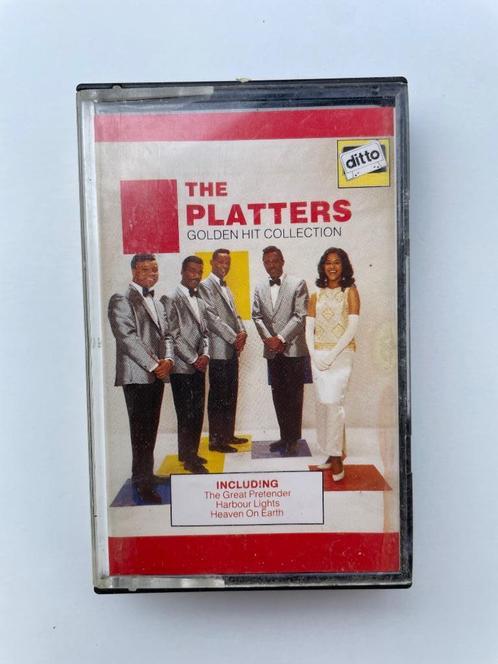 ditto
THE
PLATTERS
GOLDEN HIT COLLECTION
INCLUDING
The Great Pretender
Harbour Lights
Heaven On Earth